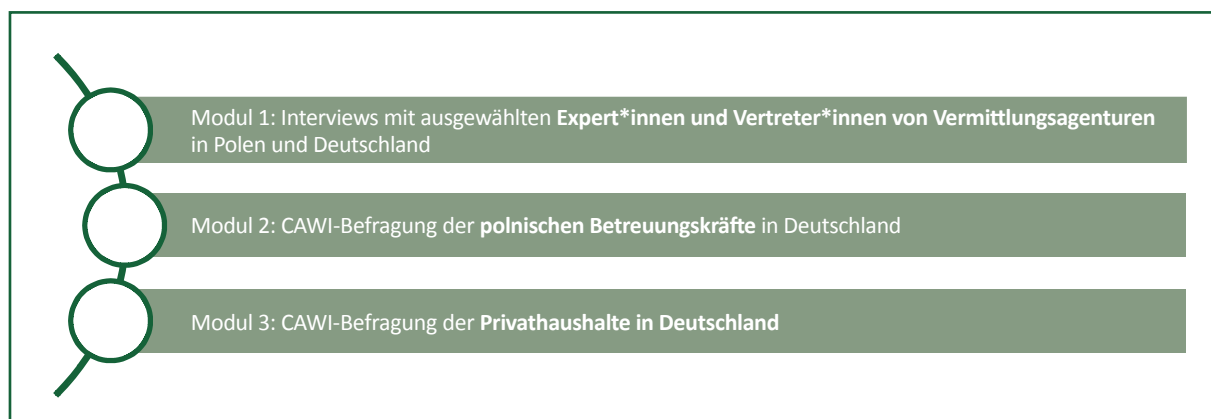 Modul 1: Interviews mit ausgewählten Expert*innen und Vertreter*innen von Vermittlungsagenturen
in Polen und Deutschland
Modul 2: CAWI-Befragung der polnischen Betreuungskräfte in Deutschland
Modul 3: CAWI-Befragung der Privathaushalte in Deutschland